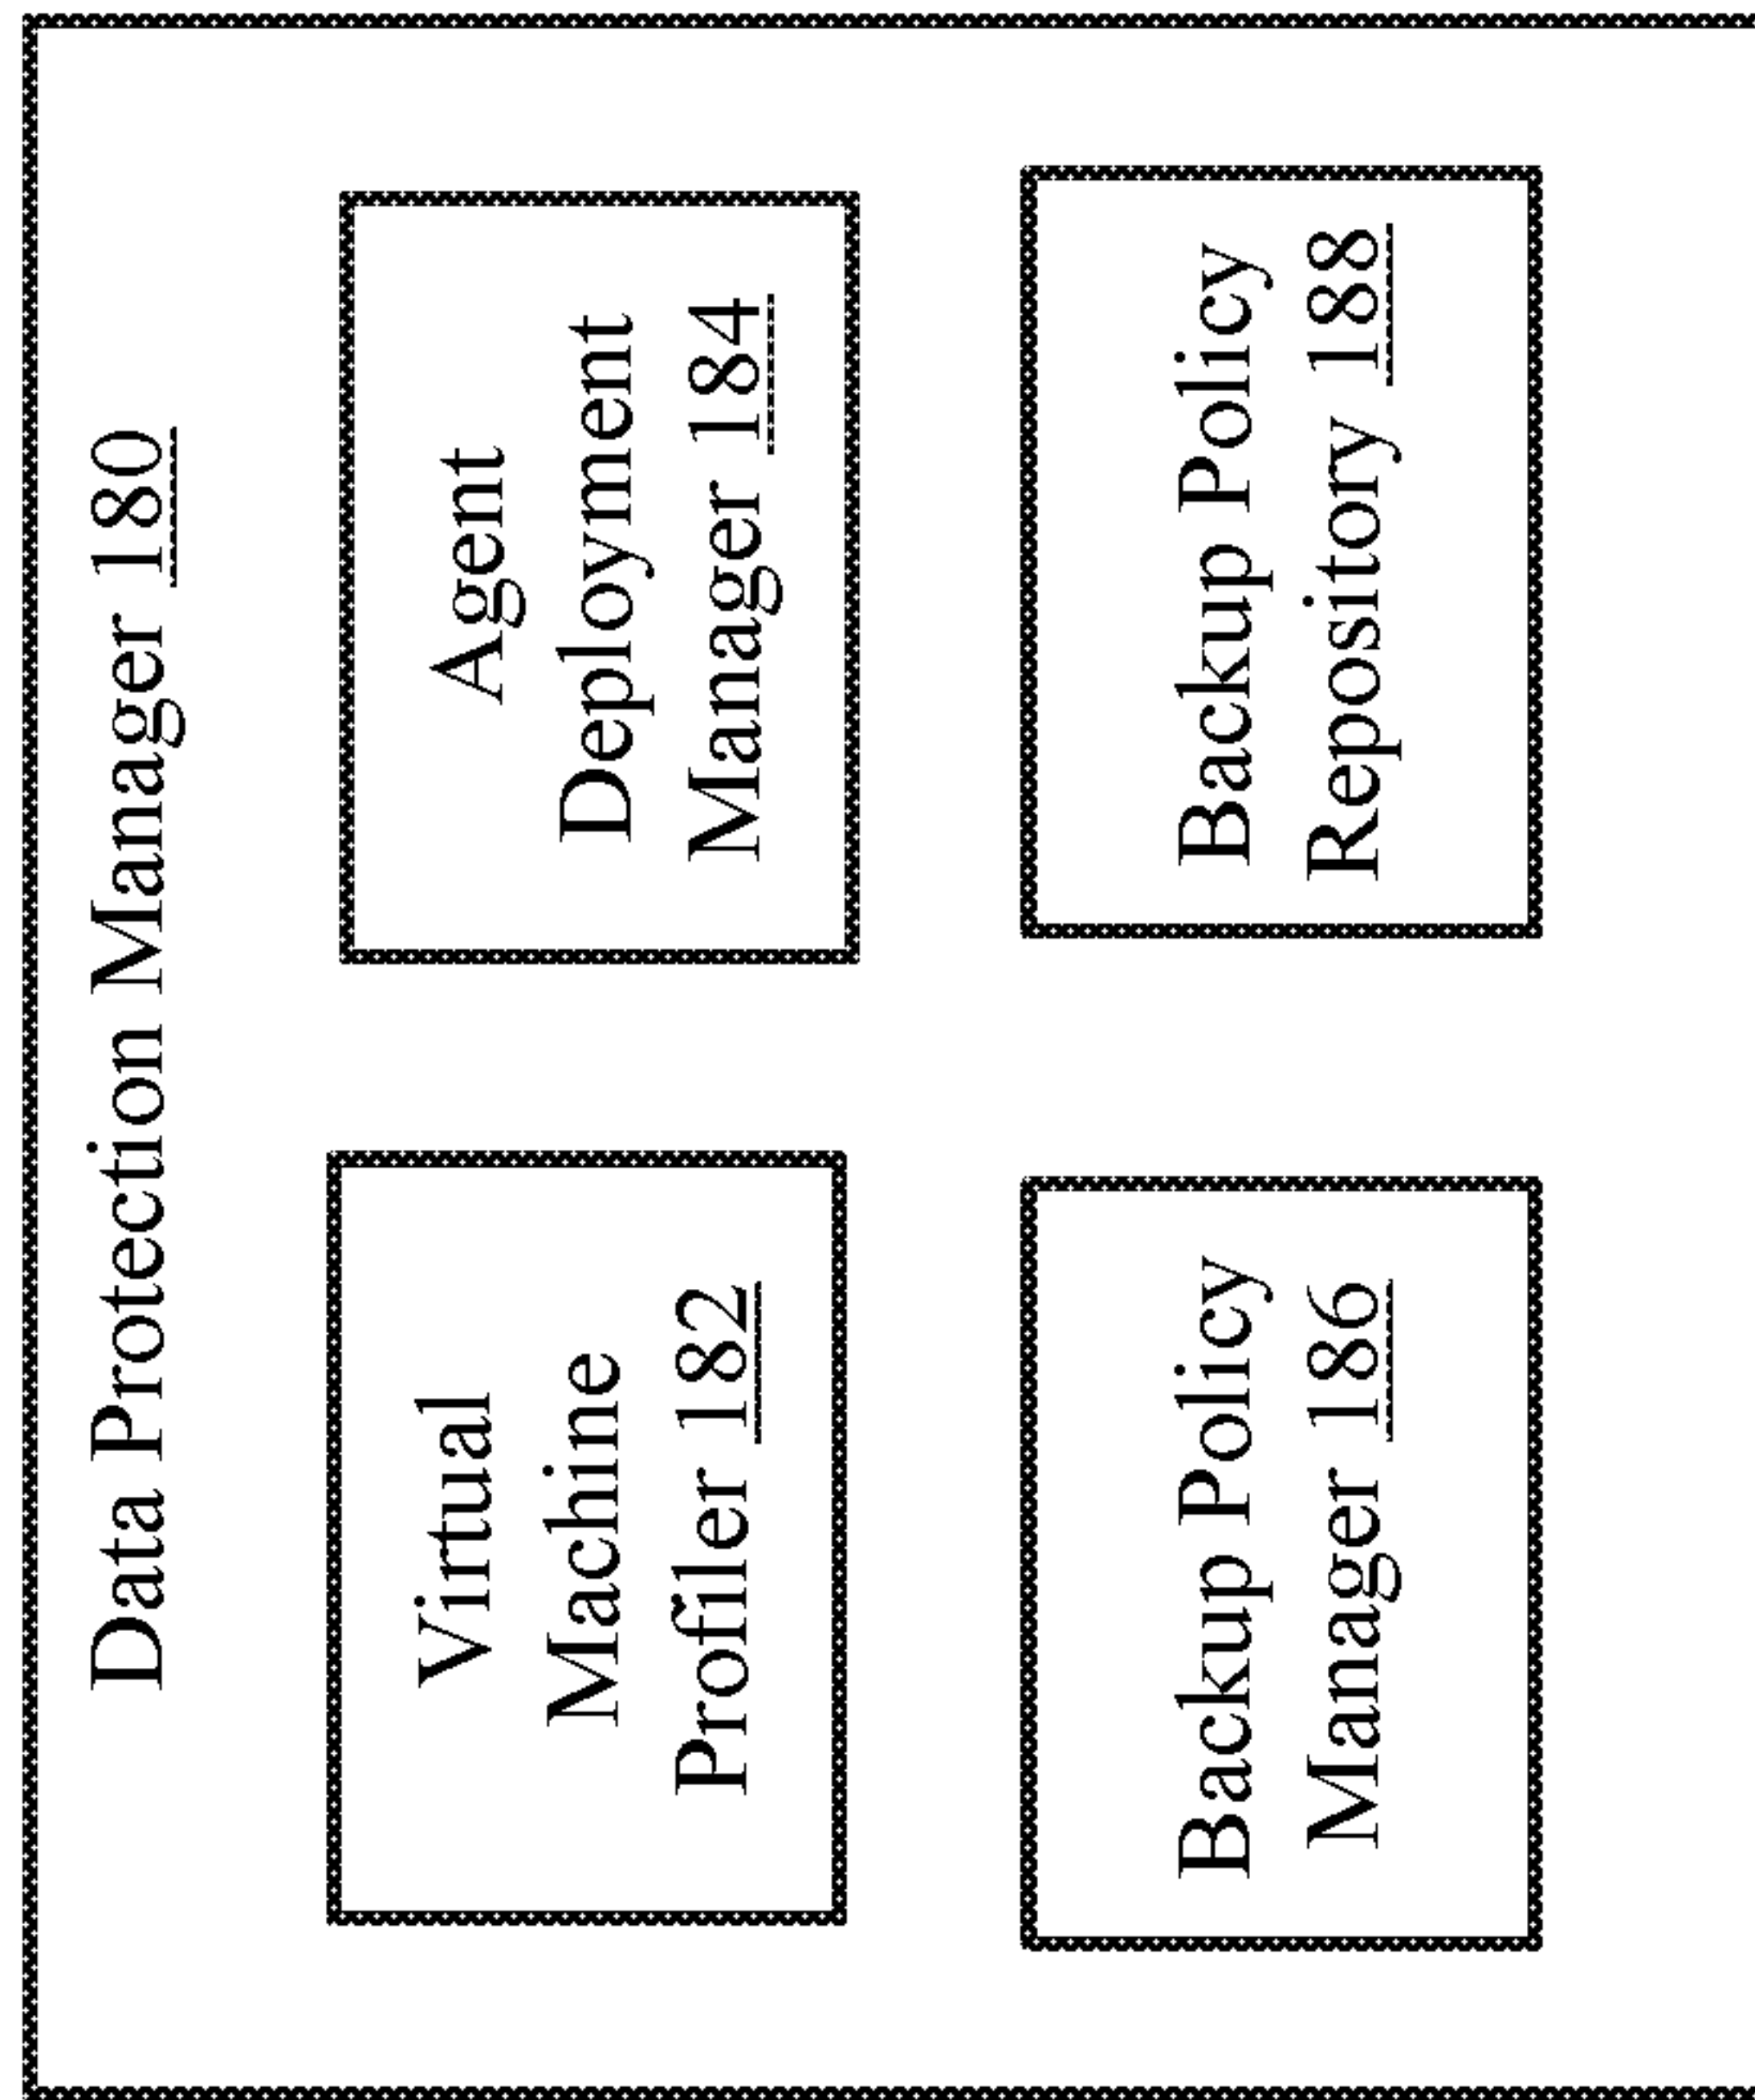 Data Protection Manager 180
Virtual
Machine
Profiler 182
Agent
Deployment
Manager 184
Backup Policy
Manager 186
Backup Policy
Repository 188